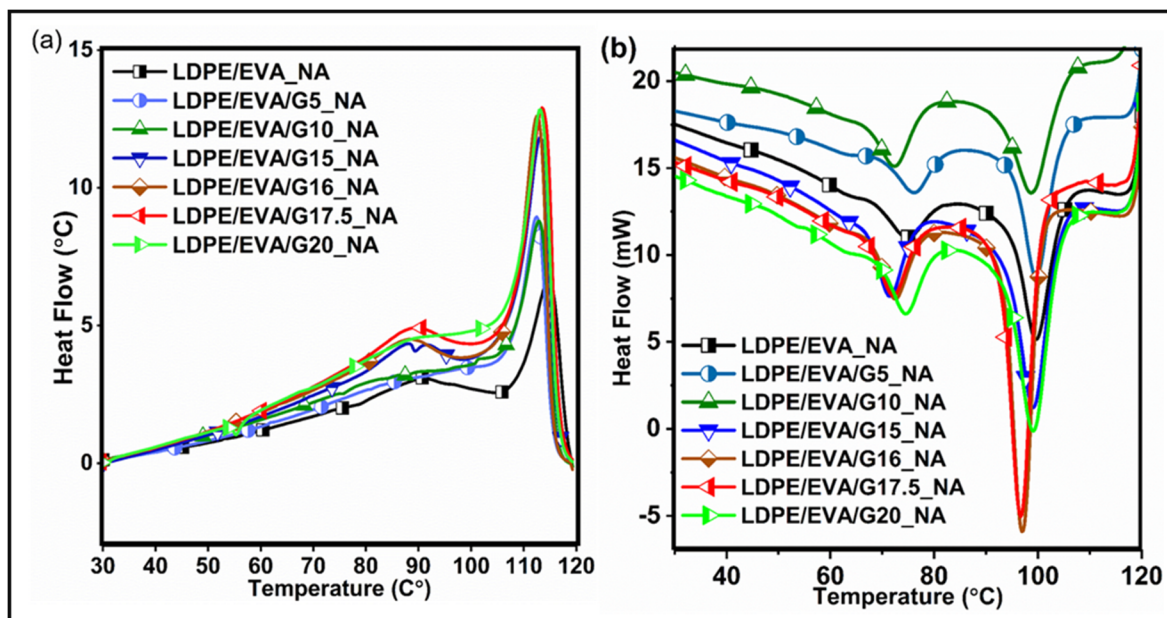 (a)
15
10
5
0
Heat Flow (°C)
LDPE/EVA_NA
LDPE/EVA/G5_NA
LDPE/EVA/G10_NA
LDPE/EVA/G15_NA
LDPE/EVA/G16_NA
LDPE/EVA/G17.5_NA
LDPE/EVA/G20_NA
30 40 50 60 70 80 90 100 110 120
Temperature (C°)
(b)
20
15
10
5
0
-5
Heat Flow (mW)
LDPE/EVA_NA
LDPE/EVA/G5_NA
LDPE/EVA/G10_NA
LDPE/EVA/G15_NA
LDPE/EVA/G16_NA
LDPE/EVA/G17.5_NA
LDPE/EVA/G20_NA
40 60 80 100 120
Temperature (°C)